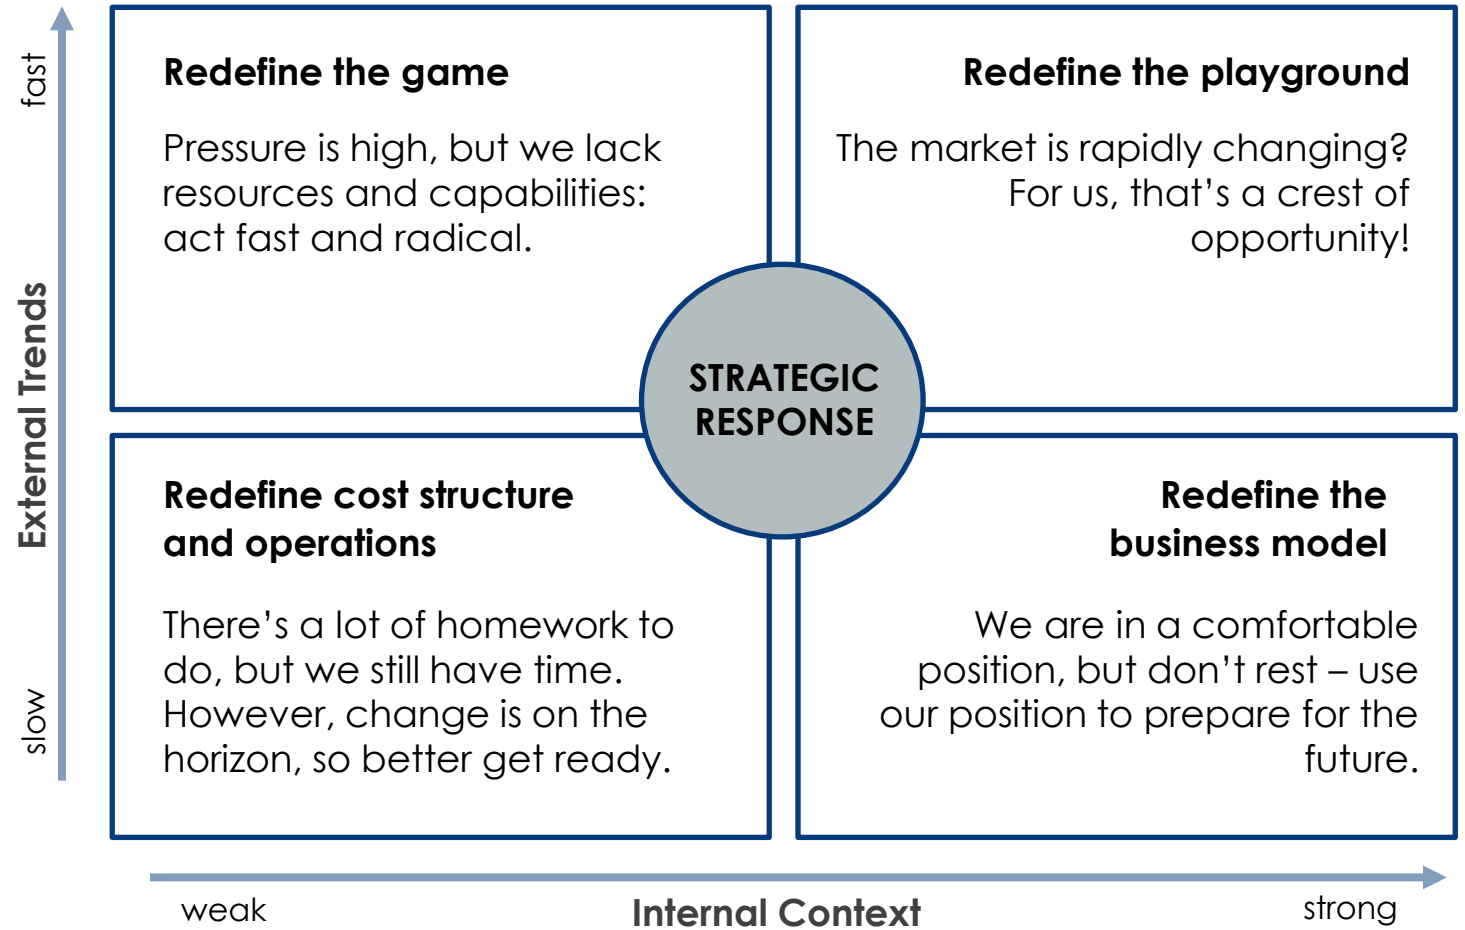 fast
External Trends
slow
Redefine the game
Pressure is high, but we lack
resources and capabilities:
act fast and radical.
Redefine the playground
The market is rapidly changing?
For us, that’s a crest of
opportunity!
STRATEGIC
RESPONSE
Redefine cost structure
and operations
There’s a lot of homework to
do, but we still have time.
However, change is on the
horizon, so better get ready.
Redefine the
business model
We are in a comfortable
position, but don’t rest – use
our position to prepare for the
future.
weak
Internal Context
strong